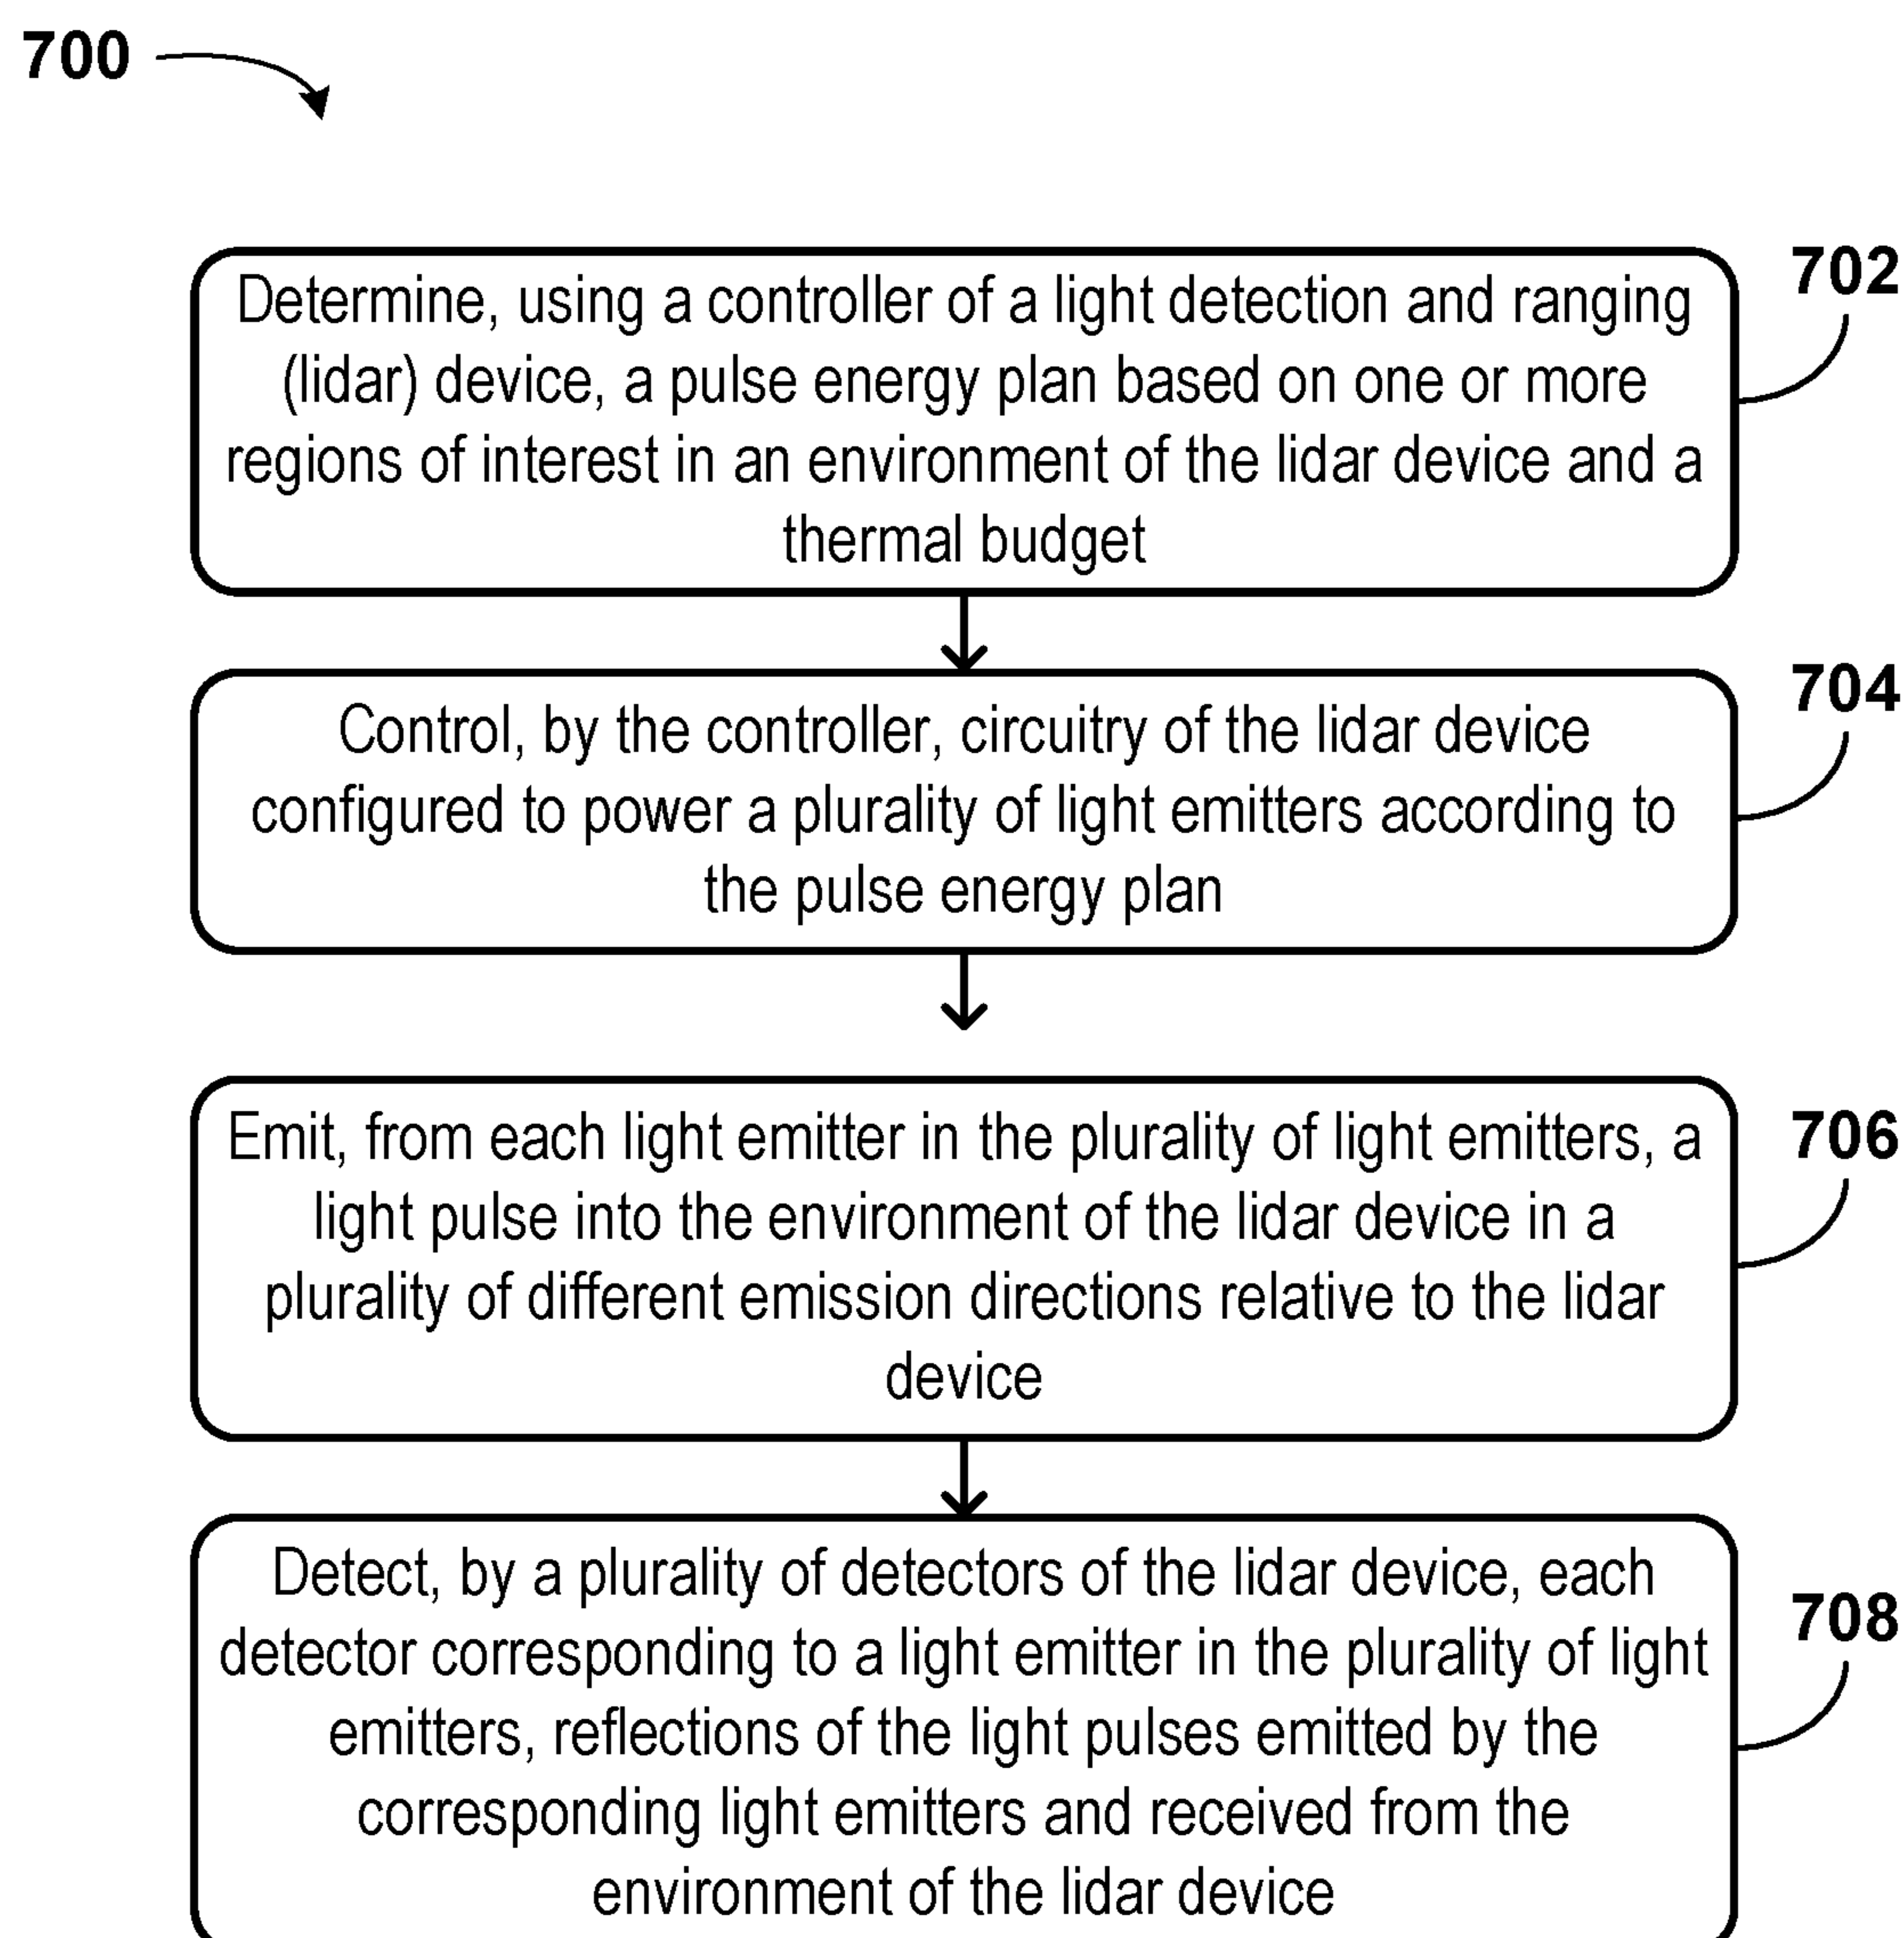 700
702
Determine, using a controller of a light detection and ranging
(lidar) device, a pulse energy plan based on one or more
regions of interest in an environment of the lidar device and a
thermal budget
704
Control, by the controller, circuitry of the lidar device
configured to power a plurality of light emitters according to
the pulse energy plan
706
Emit, from each light emitter in the plurality of light emitters, a
light pulse into the environment of the lidar device in a
plurality of different emission directions relative to the lidar
device
708
Detect, by a plurality of detectors of the lidar device, each
detector corresponding to a light emitter in the plurality of light
emitters, reflections of the light pulses emitted by the
corresponding light emitters and received from the
environment of the lidar device